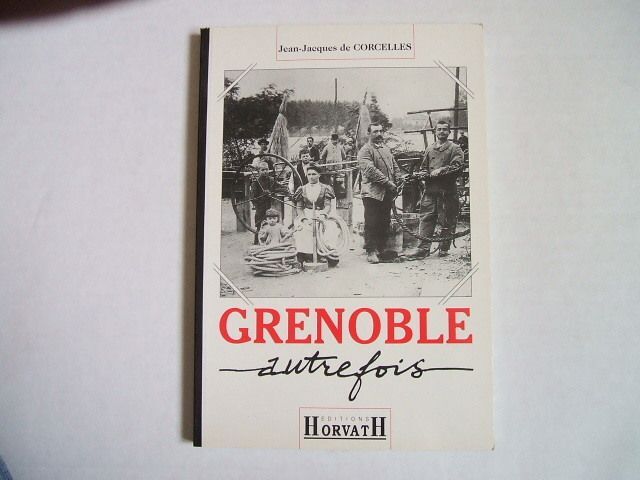 Jean-Jacques de CORCELLES
GRENOBLE
autrefois
EDITIONS
HORVATH